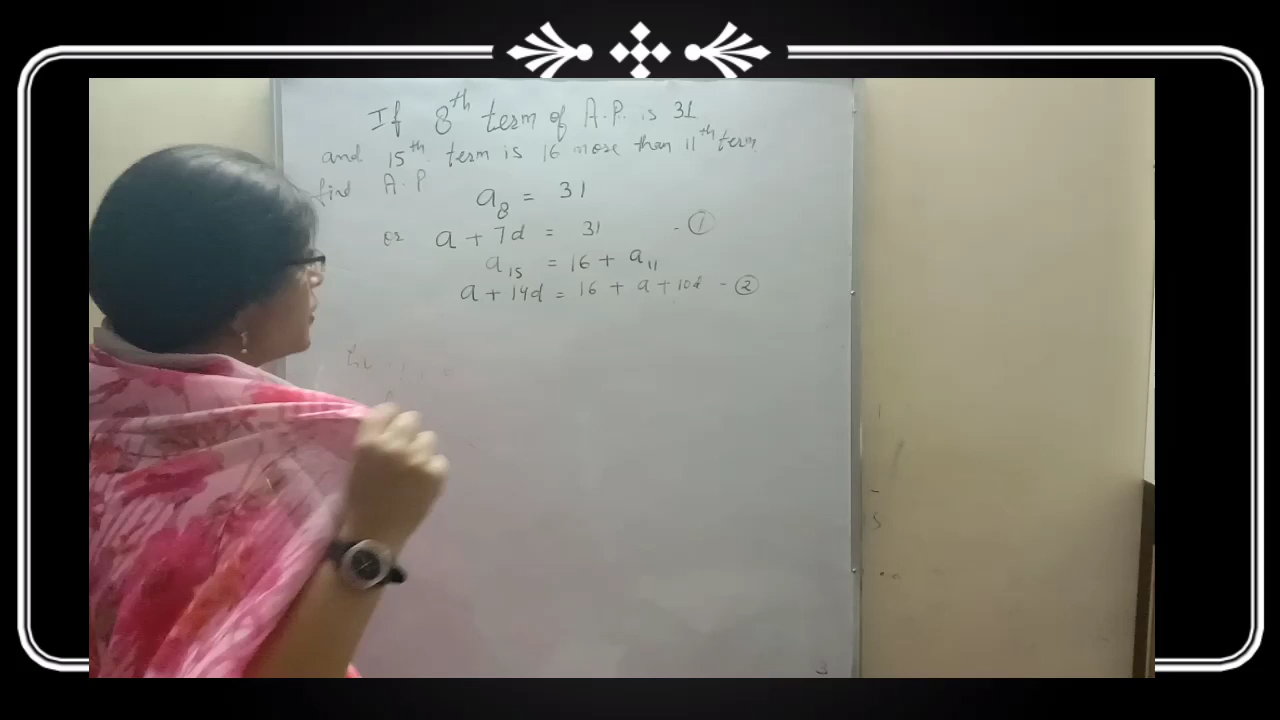 If 8th term of A.P. is 31
and 15th term is 16 more than 11th term
find A.P
a8 = 31
or a + 7d = 31 - ①
a15 = 16 + a11
a + 14d = 16 + a + 10d - ②